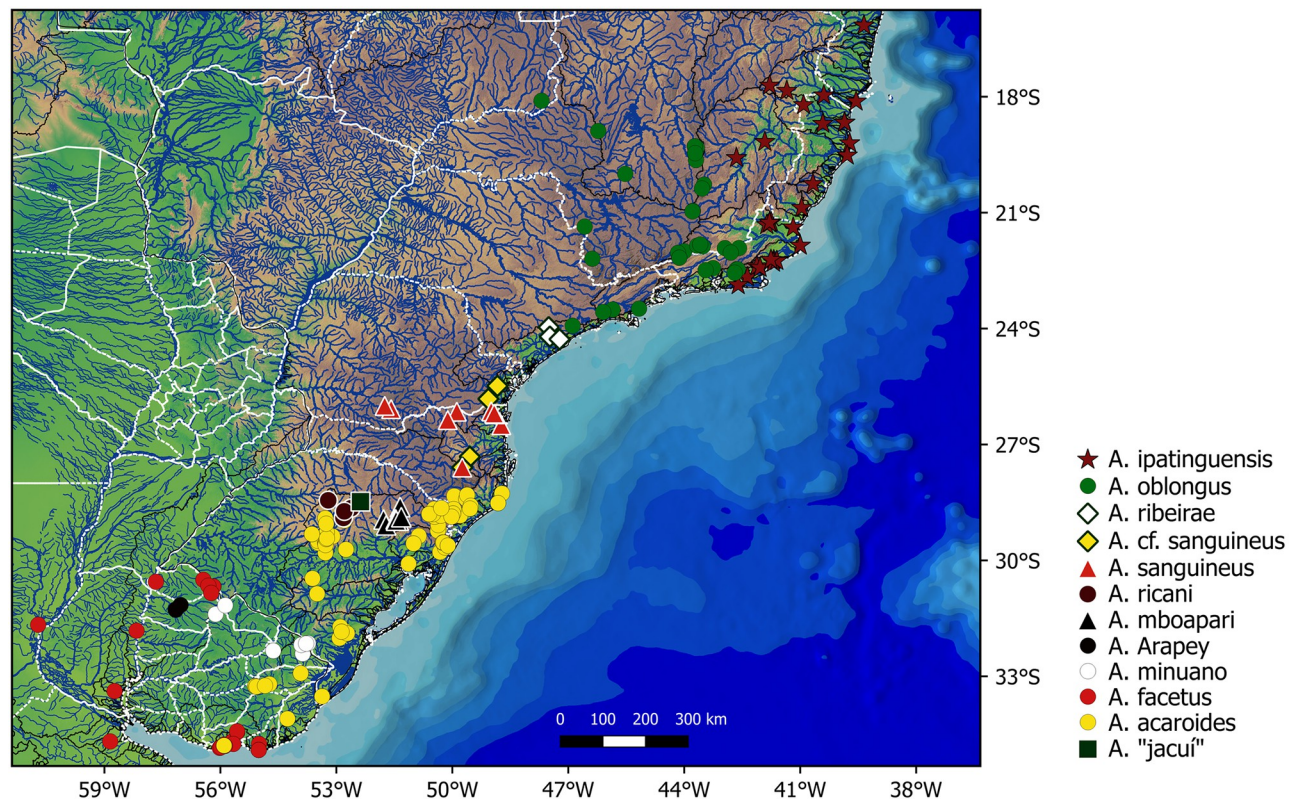 18°S
21°S
24°S
27°S
30°S
33°S
0 100 200 300 km
59°W 56°W 53°W 50°W 47°W 44°W 41°W 38°W
A. ipatinguensis
A. oblongus
A. ribeirae
A. cf. sanguineus
A. sanguineus
A. ricani
A. mboapari
A. Arapey
A. minuano
A. facetus
A. acaroides
A. "jacuí"